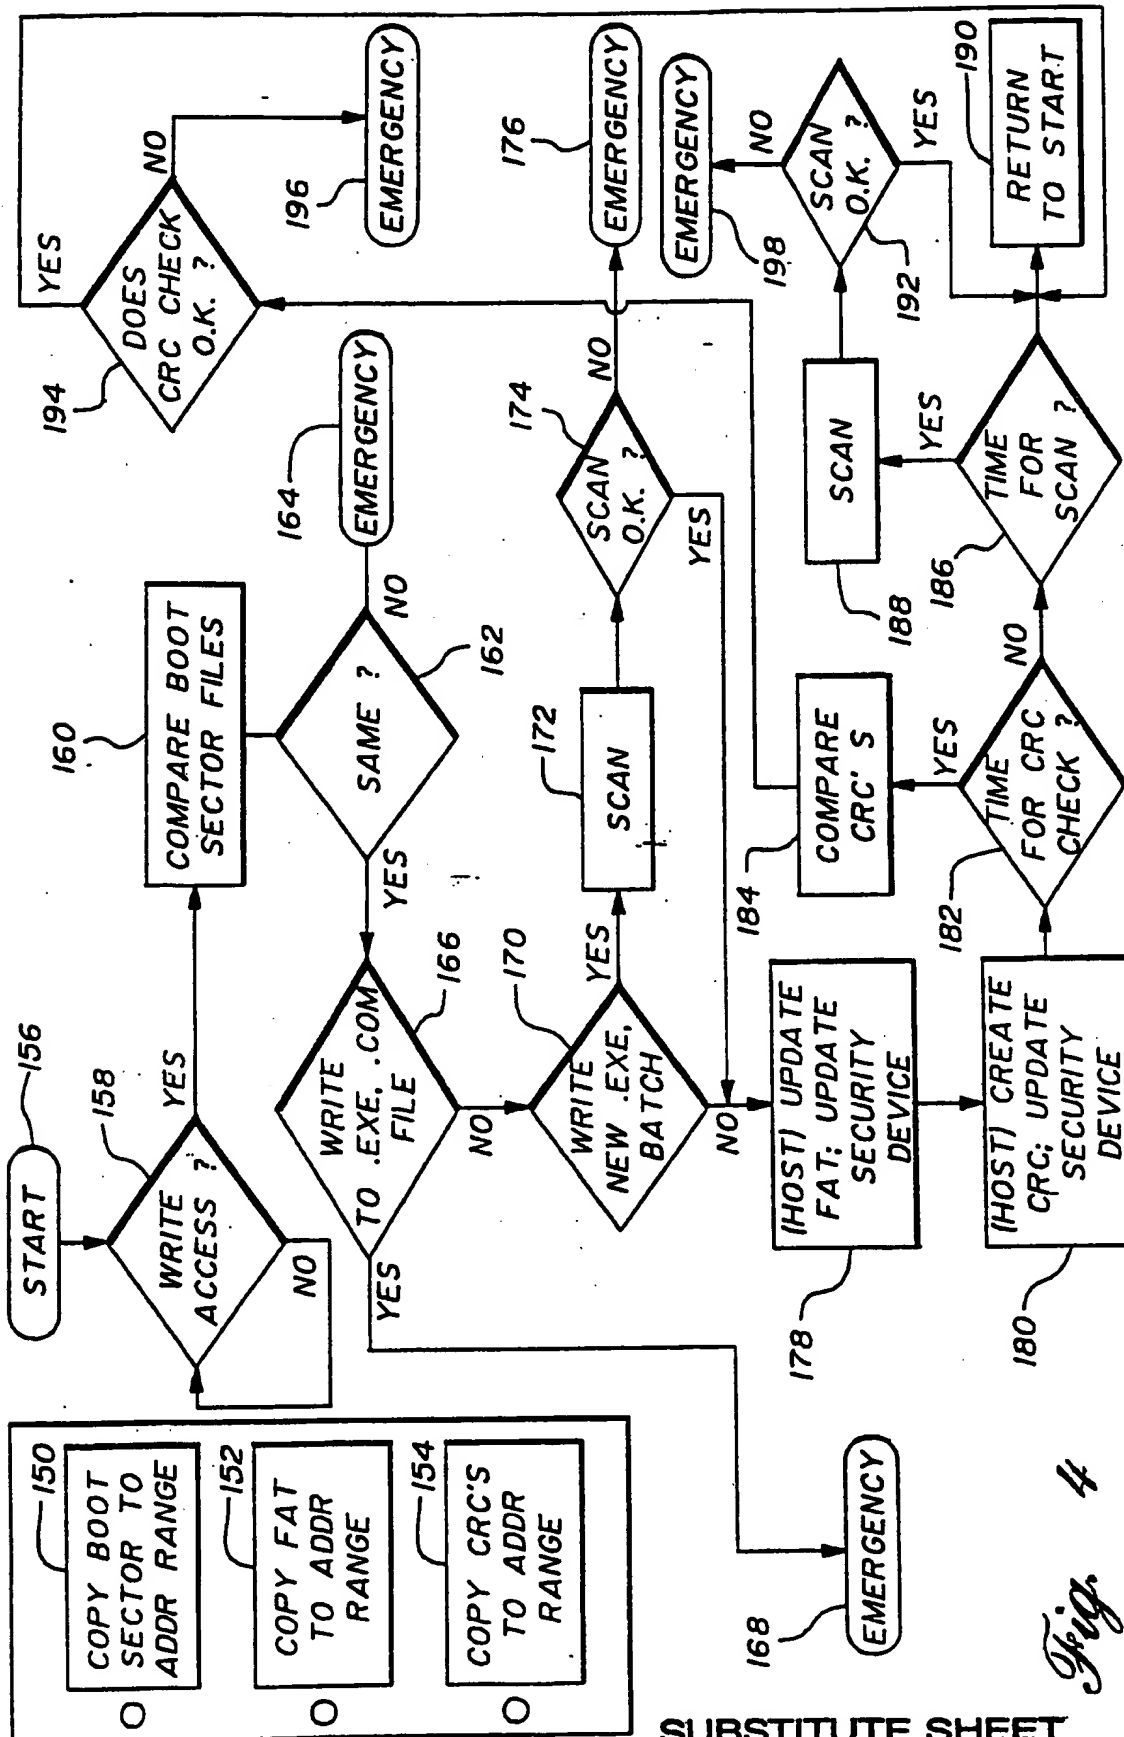 150
COPY BOOT
SECTOR TO
ADDR RANGE
152
COPY FAT
TO ADDR
RANGE
154
COPY CRC'S
TO ADDR
RANGE
START
156
WRITE
ACCESS ?
158
YES
NO
160
COMPARE BOOT
SECTOR FILES
SAME ?
162
NO
YES
164
EMERGENCY
WRITE
TO .EXE, .COM
FILE
166
YES
NO
168
EMERGENCY
170
WRITE
NEW .EXE,
BATCH
YES
NO
172
SCAN
174
SCAN
O.K. ?
NO
YES
176
EMERGENCY
(HOST) UPDATE
FAT; UPDATE
SECURITY
DEVICE
178
(HOST) CREATE
CRC; UPDATE
SECURITY
DEVICE
180
TIME
FOR CRC
CHECK ?
182
YES
NO
184
COMPARE
CRC' S
TIME
FOR
SCAN ?
186
YES
188
SCAN
SCAN
O.K. ?
192
NO
YES
198
EMERGENCY
190
RETURN
TO START
194
DOES
CRC CHECK
O.K. ?
YES
NO
196
EMERGENCY
Fig. 4
SUBSTITUTE SHEET